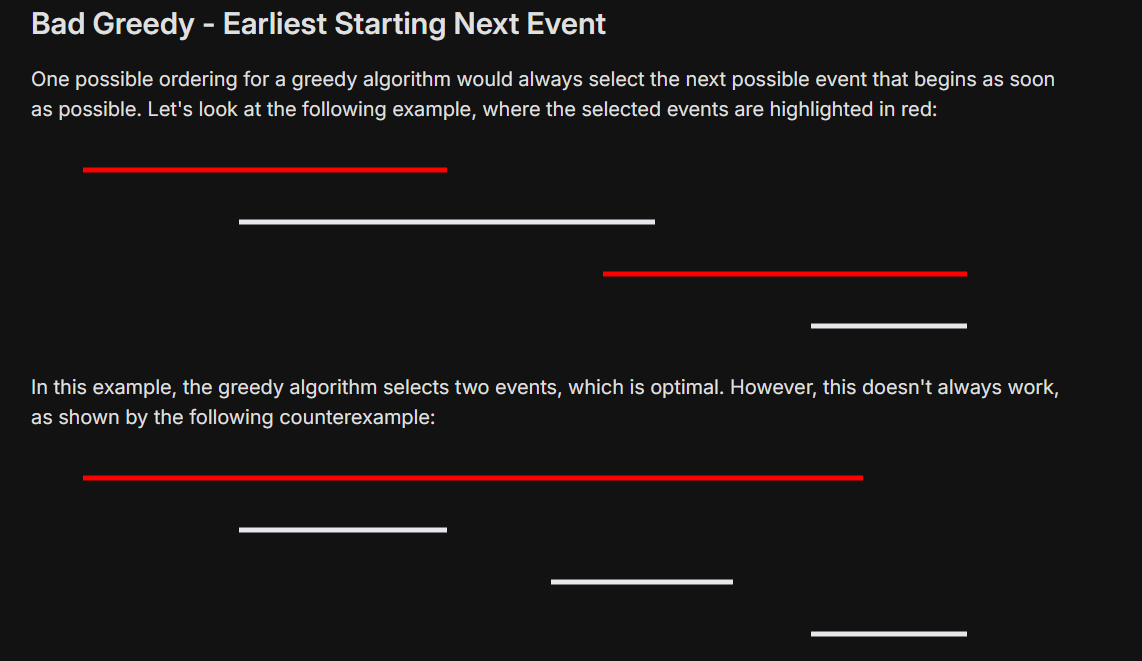 Bad Greedy - Earliest Starting Next Event
One possible ordering for a greedy algorithm would always select the next possible event that begins as soon
as possible. Let's look at the following example, where the selected events are highlighted in red:
In this example, the greedy algorithm selects two events, which is optimal. However, this doesn't always work,
as shown by the following counterexample: